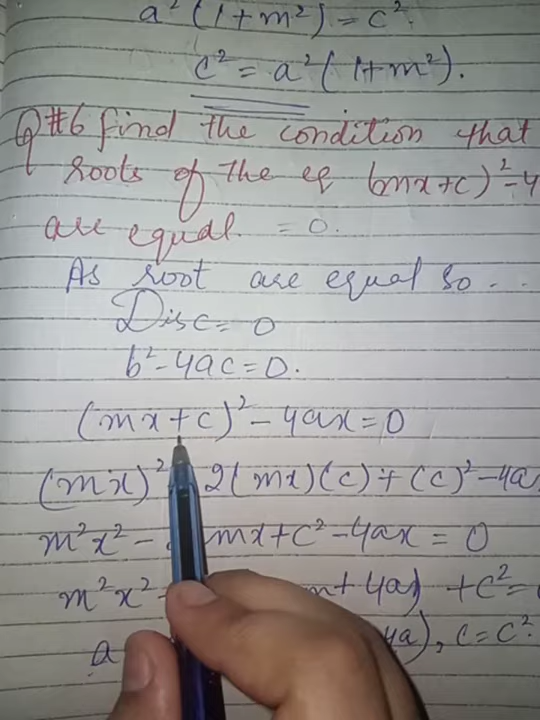 a² (1+m²) = c².
c² = a² (1+m²).
Q #6 find the condition that
roots of the eq (mx+c)² - 4
are equal. = 0.
As root are equal so..
Disc = 0
b² - 4ac = 0.
(mx + c)² - 4ax = 0
(mx)² 2(mx)(c) + (c)² - 4a
m²x² - mx + c² - 4ax = 0
m²x² + 4a) + c² =
a 4a), c = c²